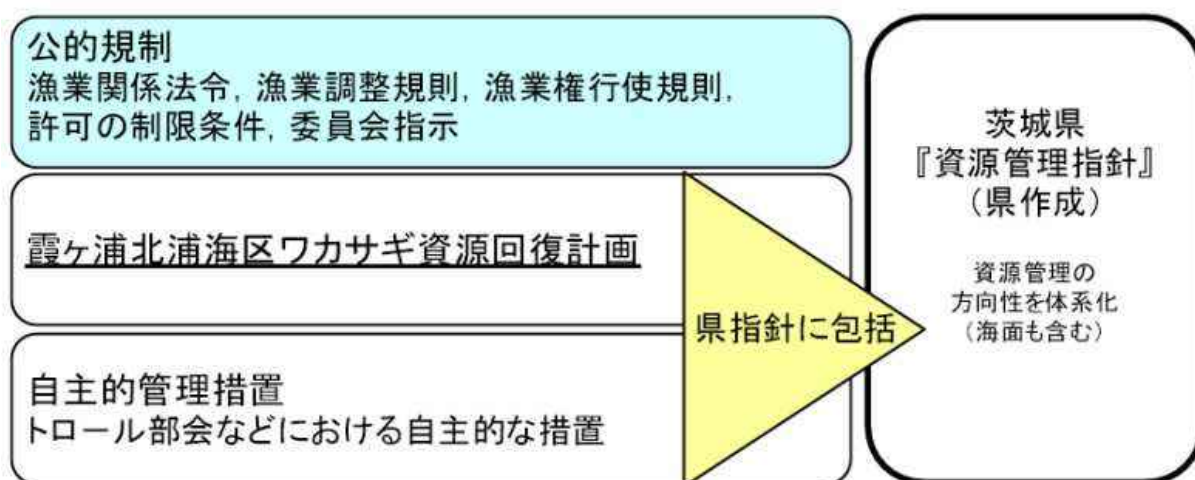 公的規制
漁業関係法令, 漁業調整規則, 漁業権行使規則,
許可の制限条件, 委員会指示
霞ヶ浦北浦海区ワカサギ資源回復計画
自主的管理措置
トロール部会などにおける自主的な措置
県指針に包括
茨城県
『資源管理指針』
（県作成）
資源管理の
方向性を体系化
（海面も含む）